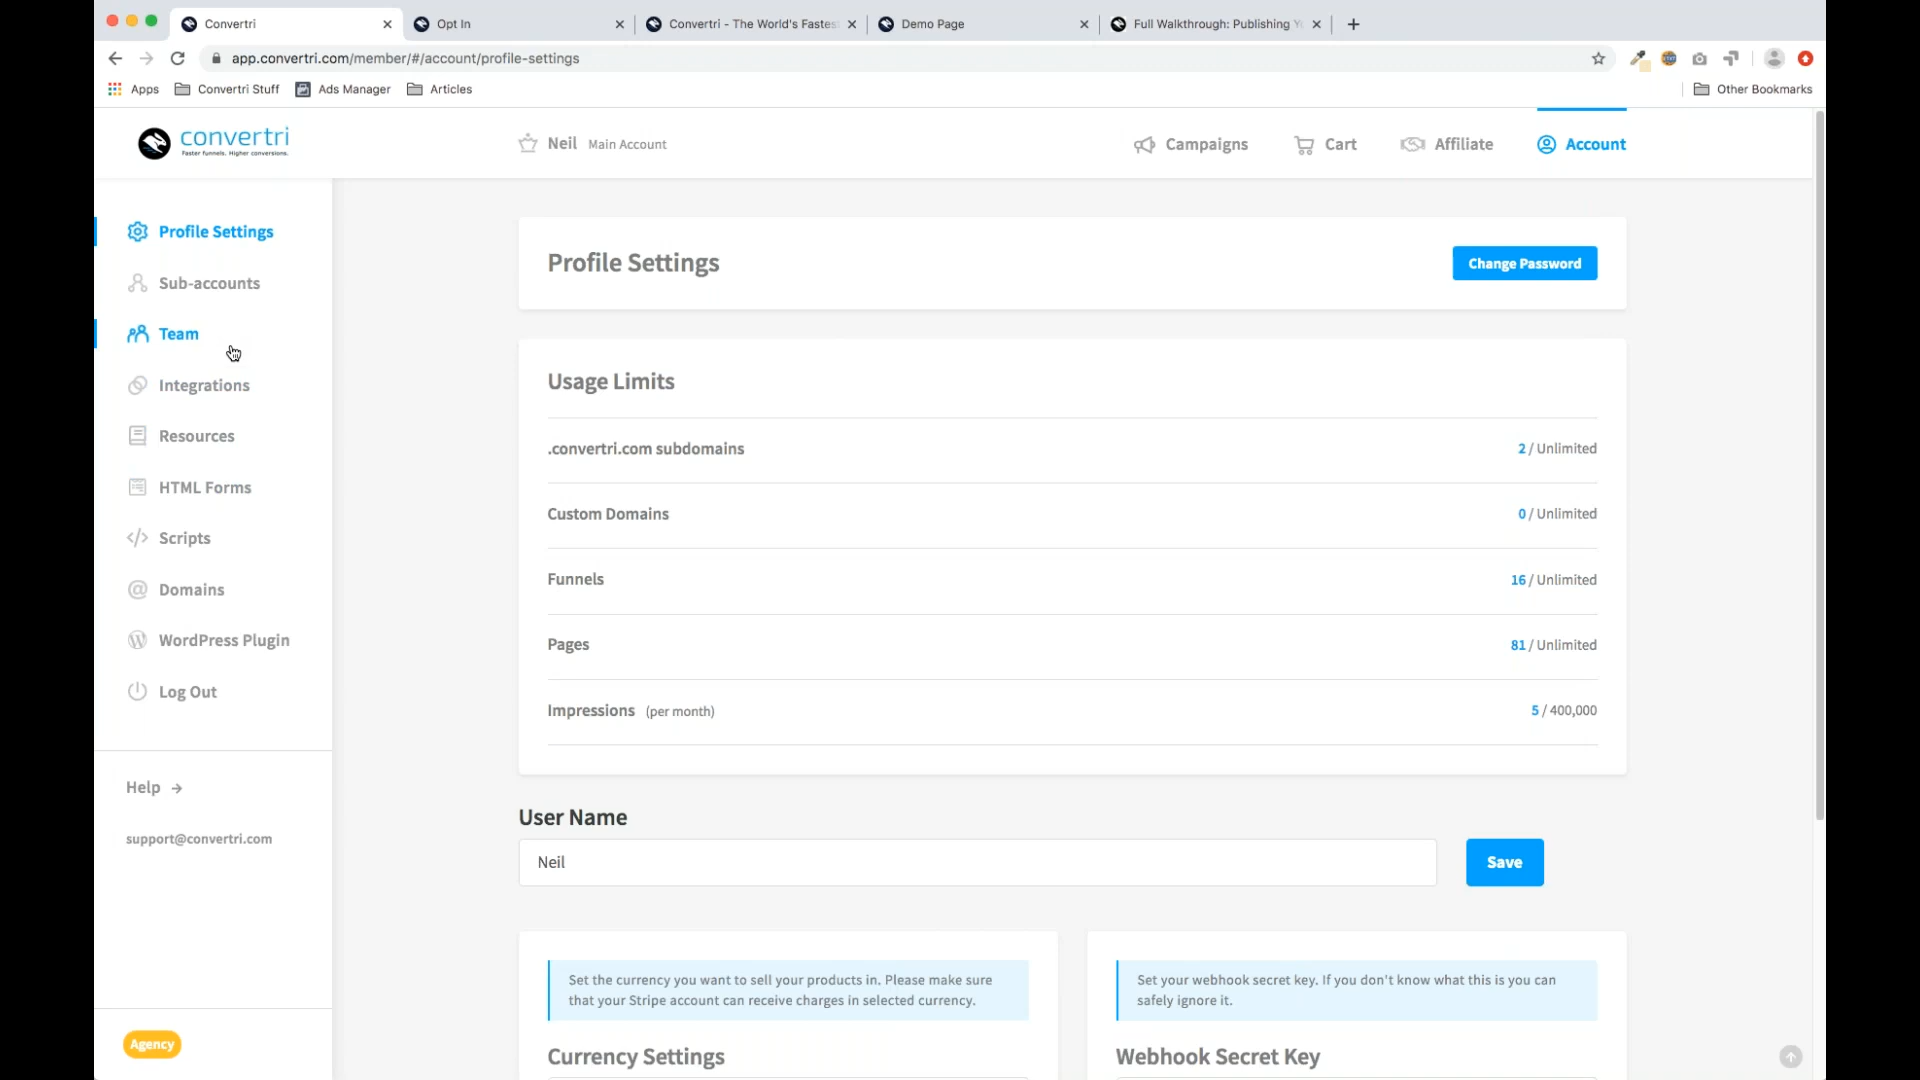 Convertri
Opt In
Convertri - The World's Fastes
Demo Page
Full Walkthrough: Publishing Y
app.convertri.com/member/#/account/profile-settings
Apps
Convertri Stuff
Ads Manager
Articles
Other Bookmarks
convertri
Faster funnels. Higher conversions.
Neil Main Account
Campaigns
Cart
Affiliate
Account
Profile Settings
Sub-accounts
Team
Integrations
Resources
HTML Forms
Scripts
Domains
WordPress Plugin
Log Out
Help →
support@convertri.com
Agency
Profile Settings
Change Password
Usage Limits
.convertri.com subdomains
2 / Unlimited
Custom Domains
0 / Unlimited
Funnels
16 / Unlimited
Pages
81 / Unlimited
Impressions (per month)
5 / 400,000
User Name
Neil
Save
Set the currency you want to sell your products in. Please make sure
that your Stripe account can receive charges in selected currency.
Currency Settings
Set your webhook secret key. If you don't know what this is you can
safely ignore it.
Webhook Secret Key